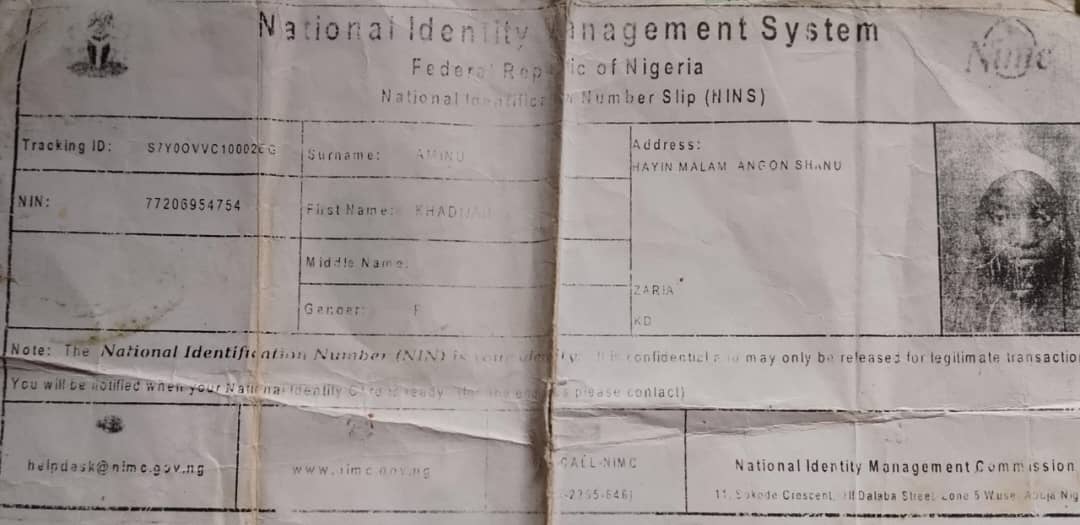 National Identity Management System
Federal Republic of Nigeria
National Identification Number Slip (NINS)
Tracking ID:
Surname: AMINU
Address:
HAYIN MALAM ANGON SHANU
NIN: 77206954754
First Name:
Middle Name:
ZARIA
Gender: F
KD
Note: The National Identification Number (NIN) is your identity. It is confidential and may only be released for legitimate
You will be notified when your National Identity Card is ready please contact)
helpdesk@nimc.gov.ng
www.nimc.gov.ng
CALL-NIMC
National Identity Management Commission
11, Sokode Crescent, Off Dalaba Street, Zone 5 Wuse, Abuja